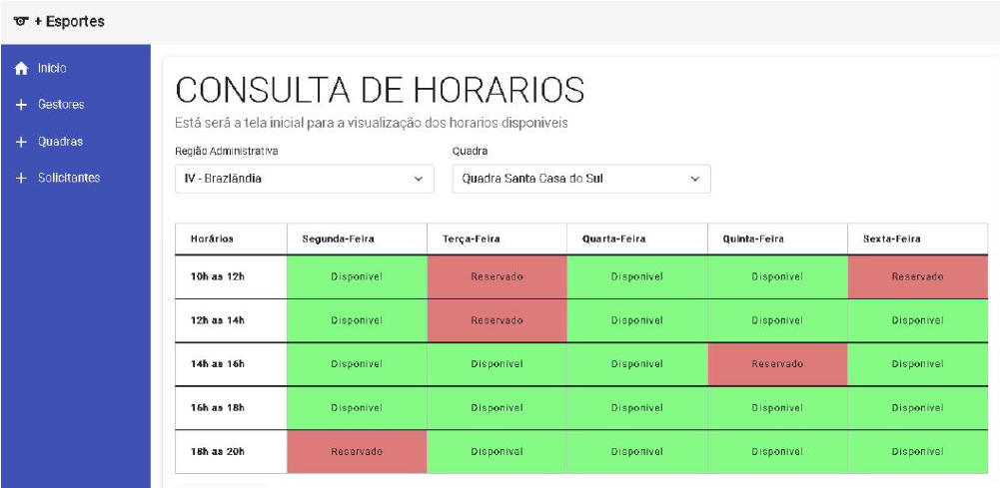 + Esportes
Inicio
+ Gestores
+ Quadras
+ Solicitantes
CONSULTA DE HORARIOS
Está será a tela inicial para a visualização dos horarios disponiveis
Região Administrativa Quadra
IV - Brazlândia Quadra Santa Casa do Sul
Horários Segunda-Feira Terça-Feira Quarta-Feira Quinta-Feira Sexta-Feira
10h as 12h Disponivel Reservado Disponivel Disponivel Reservado
12h as 14h Disponivel Reservado Disponivel Disponivel Disponivel
14h as 16h Disponivel Disponivel Disponivel Reservado Disponivel
16h as 18h Disponivel Disponivel Disponivel Disponivel Disponivel
18h as 20h Reservado Disponivel Disponivel Disponivel Disponivel